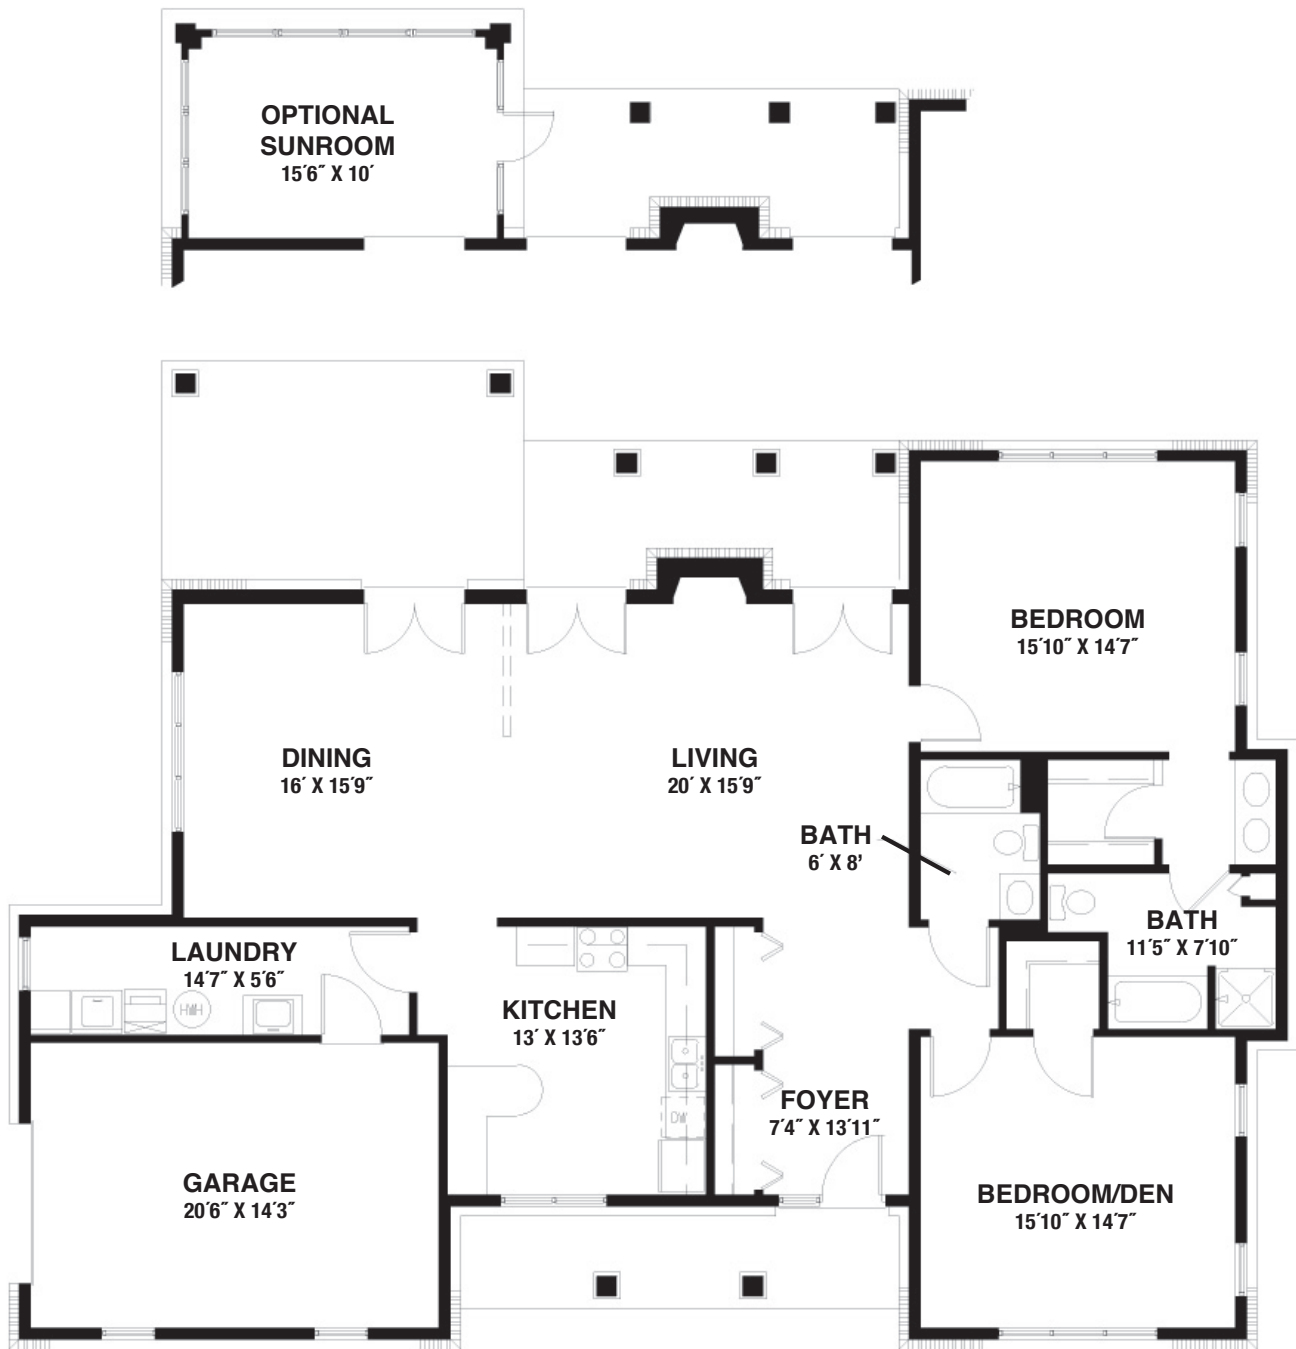 OPTIONAL
SUNROOM
15´6˝ X 10´
BEDROOM
15´10˝ X 14´7˝
DINING
16´ X 15´9˝
LIVING
20´ X 15´9˝
BATH
6´ X 8'
BATH
11´5˝ X 7´10˝
LAUNDRY
14´7˝ X 5´6˝
HWH
KITCHEN
13´ X 13´6˝
DW
FOYER
7´4˝ X 13´11˝
GARAGE
20´6˝ X 14´3˝
BEDROOM/DEN
15´10˝ X 14´7˝